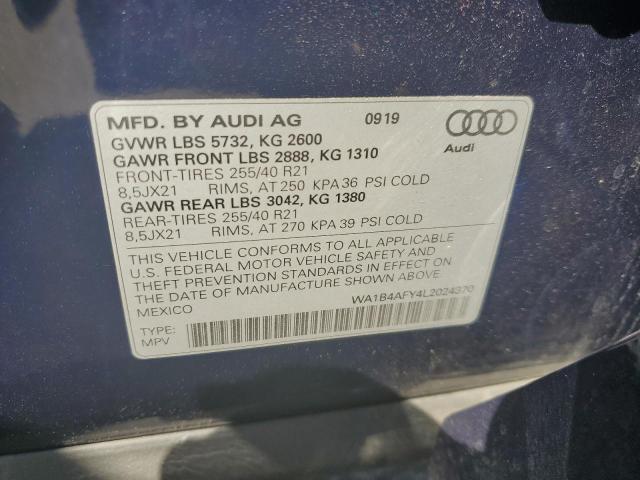 MFD. BY AUDI AG 09 19
GVWR LBS 5732, KG 2600
GAWR FRONT LBS 2888, KG 1310
FRONT-TIRES 255/40 R21
8,5JX21 RIMS, AT 250 KPA 36 PSI COLD
GAWR REAR LBS 3042, KG 1380
REAR-TIRES 255/40 R21
8,5JX21 RIMS, AT 270 KPA 39 PSI COLD
Audi
THIS VEHICLE CONFORMS TO ALL APPLICABLE
U.S. FEDERAL MOTOR VEHICLE SAFETY AND
THEFT PREVENTION STANDARDS IN EFFECT ON
THE DATE OF MANUFACTURE SHOWN ABOVE
MEXICO
WA1B4AFY4L2024370
TYPE:
MPV